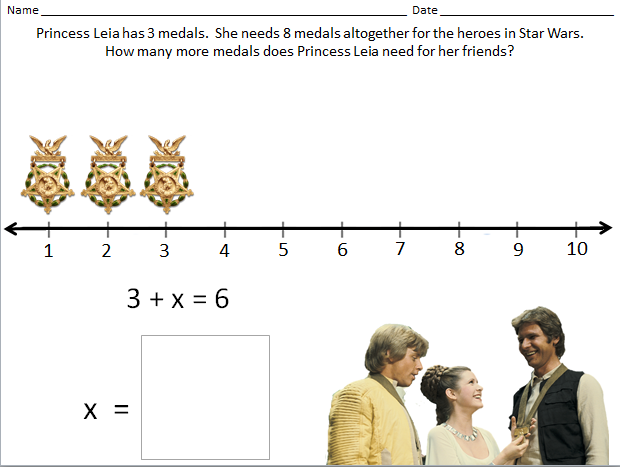 Name Date
Princess Leia has 3 medals. She needs 8 medals altogether for the heroes in Star Wars.
How many more medals does Princess Leia need for her friends?
1 2 3 4 5 6 7 8 9 10
3 + x = 6
x =